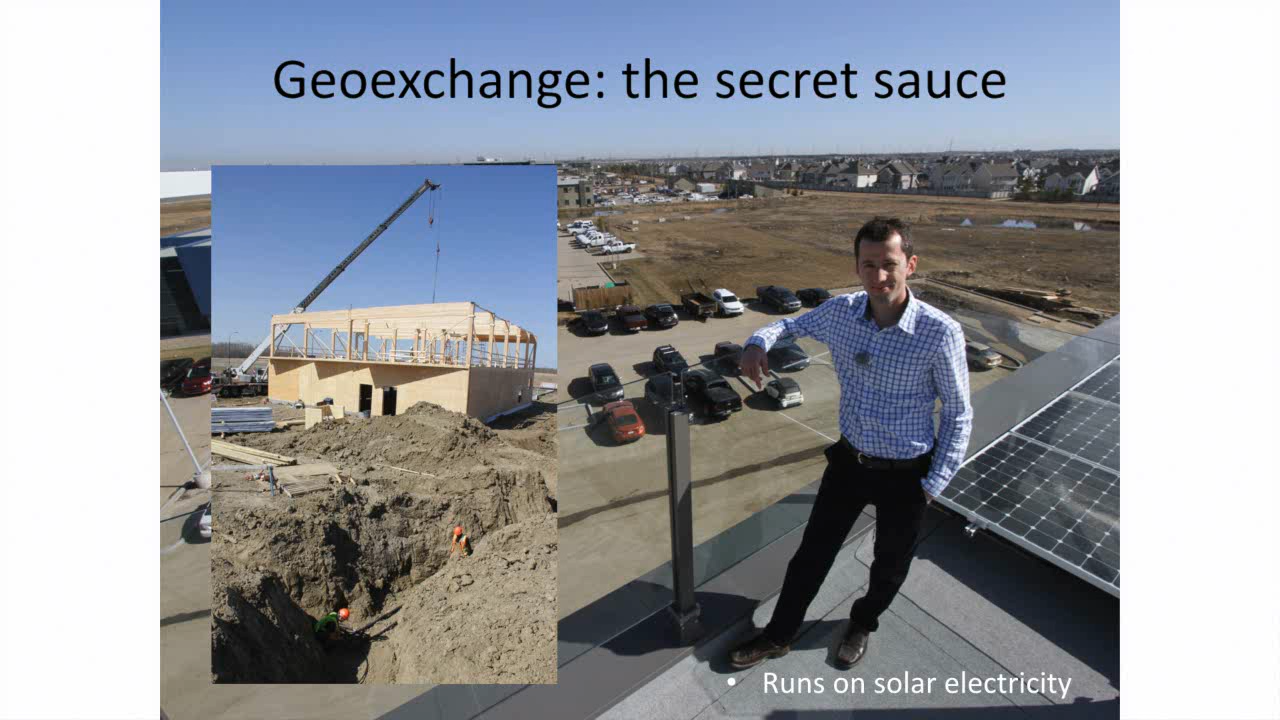 Geoexchange: the secret sauce
• Runs on solar electricity